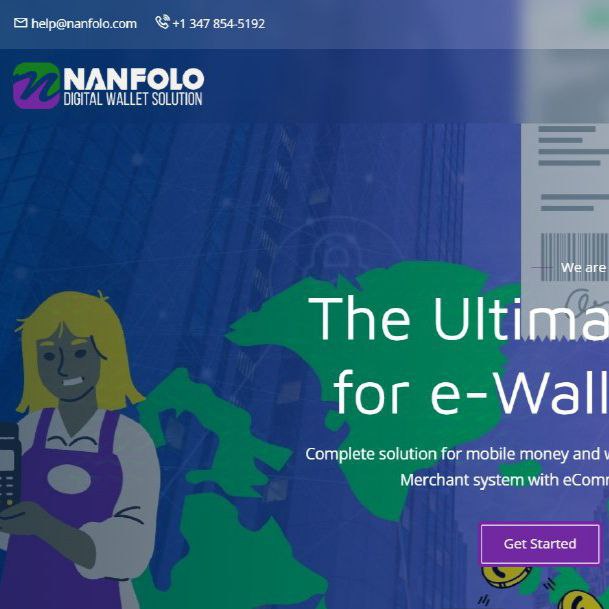 help@nanfolo.com +1 347 854-5192
NANFOLO
DIGITAL WALLET SOLUTION
We are
The Ultima
for e-Wall
Complete solution for mobile money and w
Merchant system with eComm
Get Started